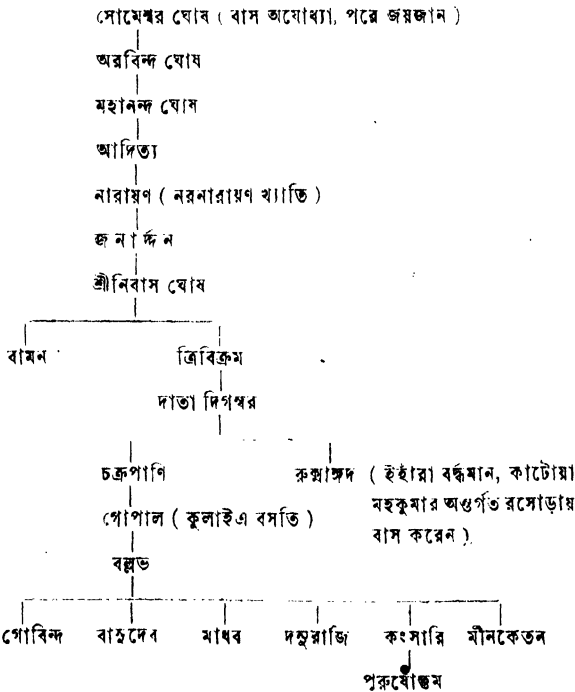 সোমেশ্বর ঘোষ ( বাস অযোধ্যা, পরে জয়জান )
অরবিন্দ ঘোষ
মহানন্দ ঘোষ
আদিত্য
নারায়ণ ( নরনারায়ণ খ্যাতি )
জনার্দ্দন
শ্রীনিবাস ঘোষ
বামন ত্রিবিক্রম
দাতা দিগম্বর
চক্রপাণি রুক্মাঙ্গদ ( ইহাঁরা বর্দ্ধমান, কাটোয়া
গোপাল ( কুলাইএ বসতি ) মহকুমার অন্তর্গত রসোড়ায়
বাস করেন )
বল্লভ
গোবিন্দ বাসুদেব মাধব দনুরাজি কংসারি মীনকেতন
পুরুষোত্তম